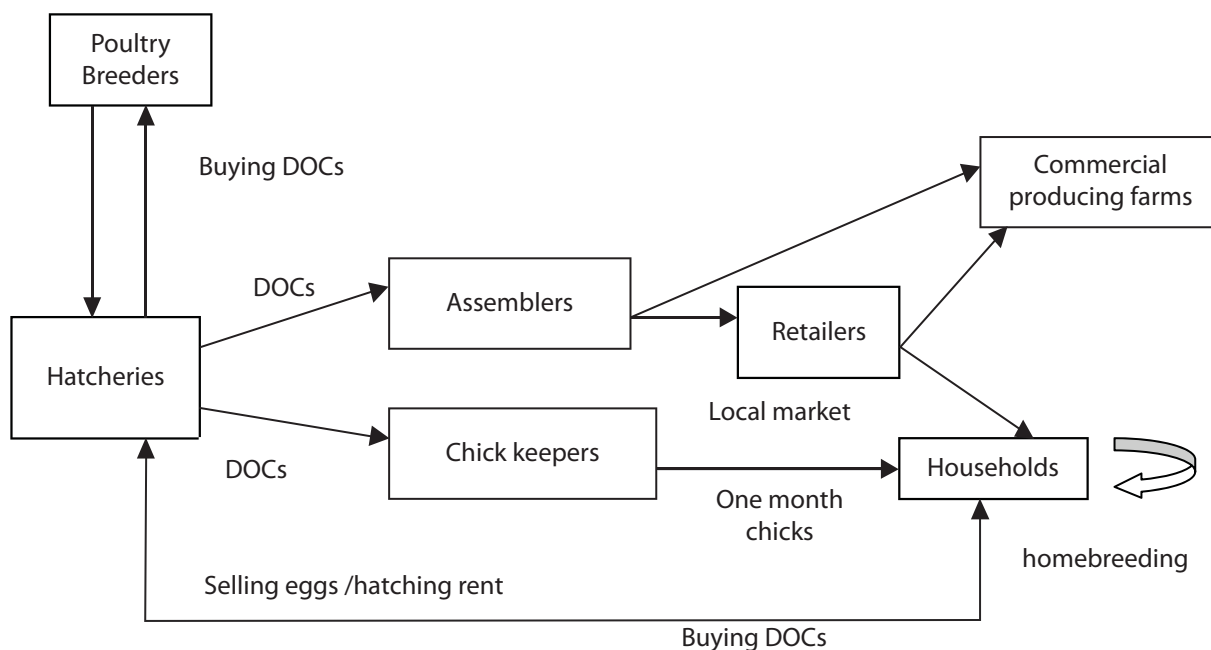 Poultry
Breeders
Buying DOCs
Commercial
producing farms
DOCs
Assemblers
Retailers
Hatcheries
Local market
Chick keepers
DOCs
Households
One month
chicks
homebreeding
Selling eggs /hatching rent
Buying DOCs